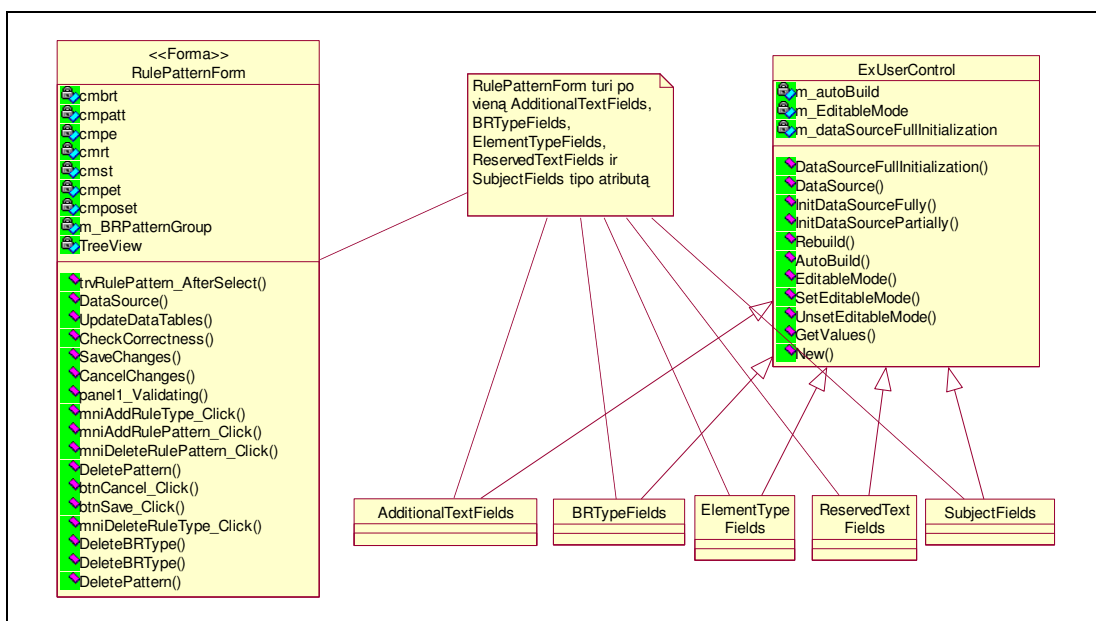 <<Forma>>
RulePatternForm
cmbrt
cmpatt
cmpe
cmrt
cmst
cmpet
cmposet
m_BRPatternGroup
TreeView
trvRulePattern_AfterSelect()
DataSource()
UpdateDataTables()
CheckCorrectness()
SaveChanges()
CancelChanges()
panel1_Validating()
mniAddRuleType_Click()
mniAddRulePattern_Click()
mniDeleteRulePattern_Click()
DeletePattern()
btnCancel_Click()
btnSave_Click()
mniDeleteRuleType_Click()
DeleteBRType()
DeleteBRType()
DeletePattern()
RulePatternForm turi po
vieną AdditionalTextFields,
BRTypeFields,
ElementTypeFields,
ReservedTextFields ir
SubjectFields tipo atributą
ExUserControl
m_autoBuild
m_EditableMode
m_dataSourceFullInitialization
DataSourceFullInitialization()
DataSource()
InitDataSourceFully()
InitDataSourcePartially()
Rebuild()
AutoBuild()
EditableMode()
SetEditableMode()
UnsetEditableMode()
GetValues()
New()
AdditionalTextFields
BRTypeFields
ElementType
Fields
ReservedText
Fields
SubjectFields